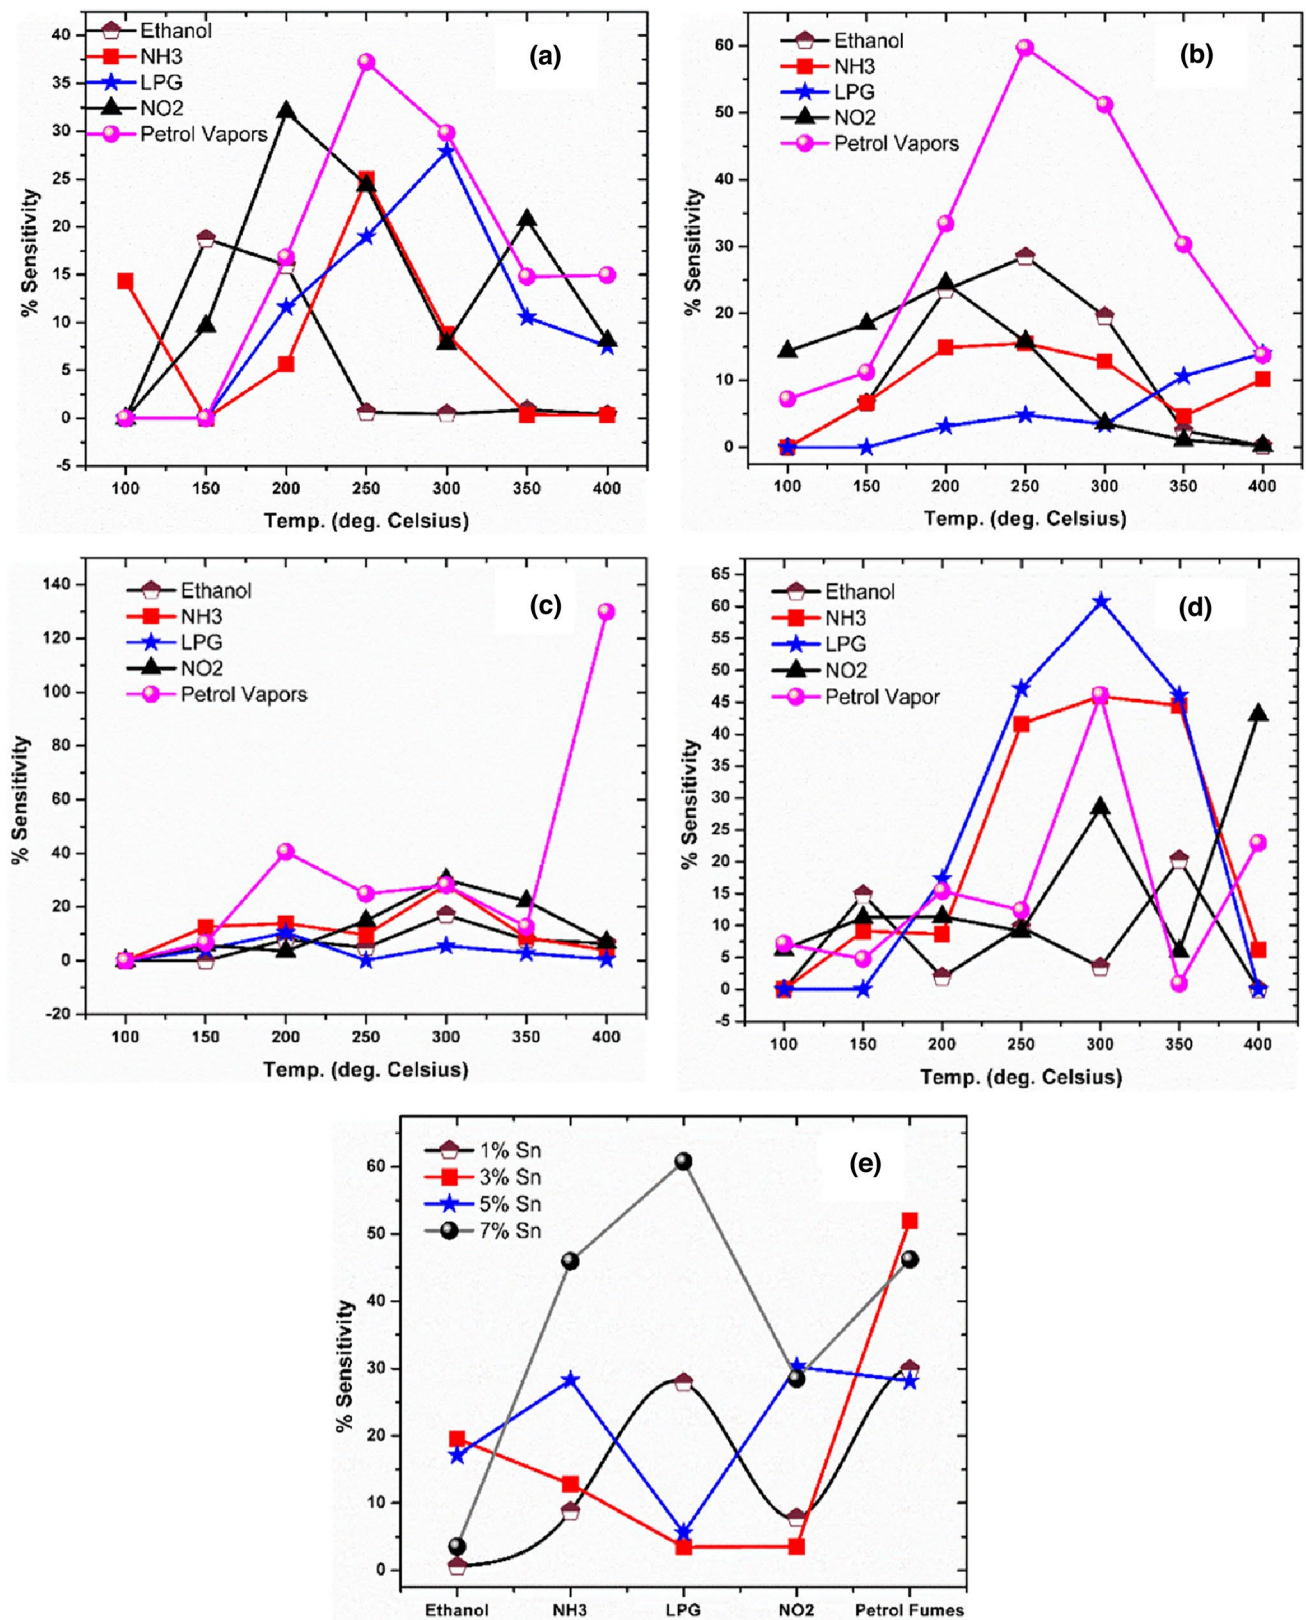 (a)
Ethanol
NH3
LPG
NO2
Petrol Vapors
40
35
30
25
20
15
10
5
0
-5
% Sensitivity
100 150 200 250 300 350 400
Temp. (deg. Celsius)
(b)
Ethanol
NH3
LPG
NO2
Petrol Vapors
60
50
40
30
20
10
0
% Sensitivity
100 150 200 250 300 350 400
Temp. (deg. Celsius)
(c)
Ethanol
NH3
LPG
NO2
Petrol Vapors
140
120
100
80
60
40
20
0
-20
% Sensitivity
100 150 200 250 300 350 400
Temp. (deg. Celsius)
(d)
Ethanol
NH3
LPG
NO2
Petrol Vapor
65
60
55
50
45
40
35
30
25
20
15
10
5
0
-5
% Sensitivity
100 150 200 250 300 350 400
Temp. (deg. Celsius)
(e)
1% Sn
3% Sn
5% Sn
7% Sn
60
50
40
30
20
10
0
% Sensitivity
Ethanol NH3 LPG NO2 Petrol Fumes